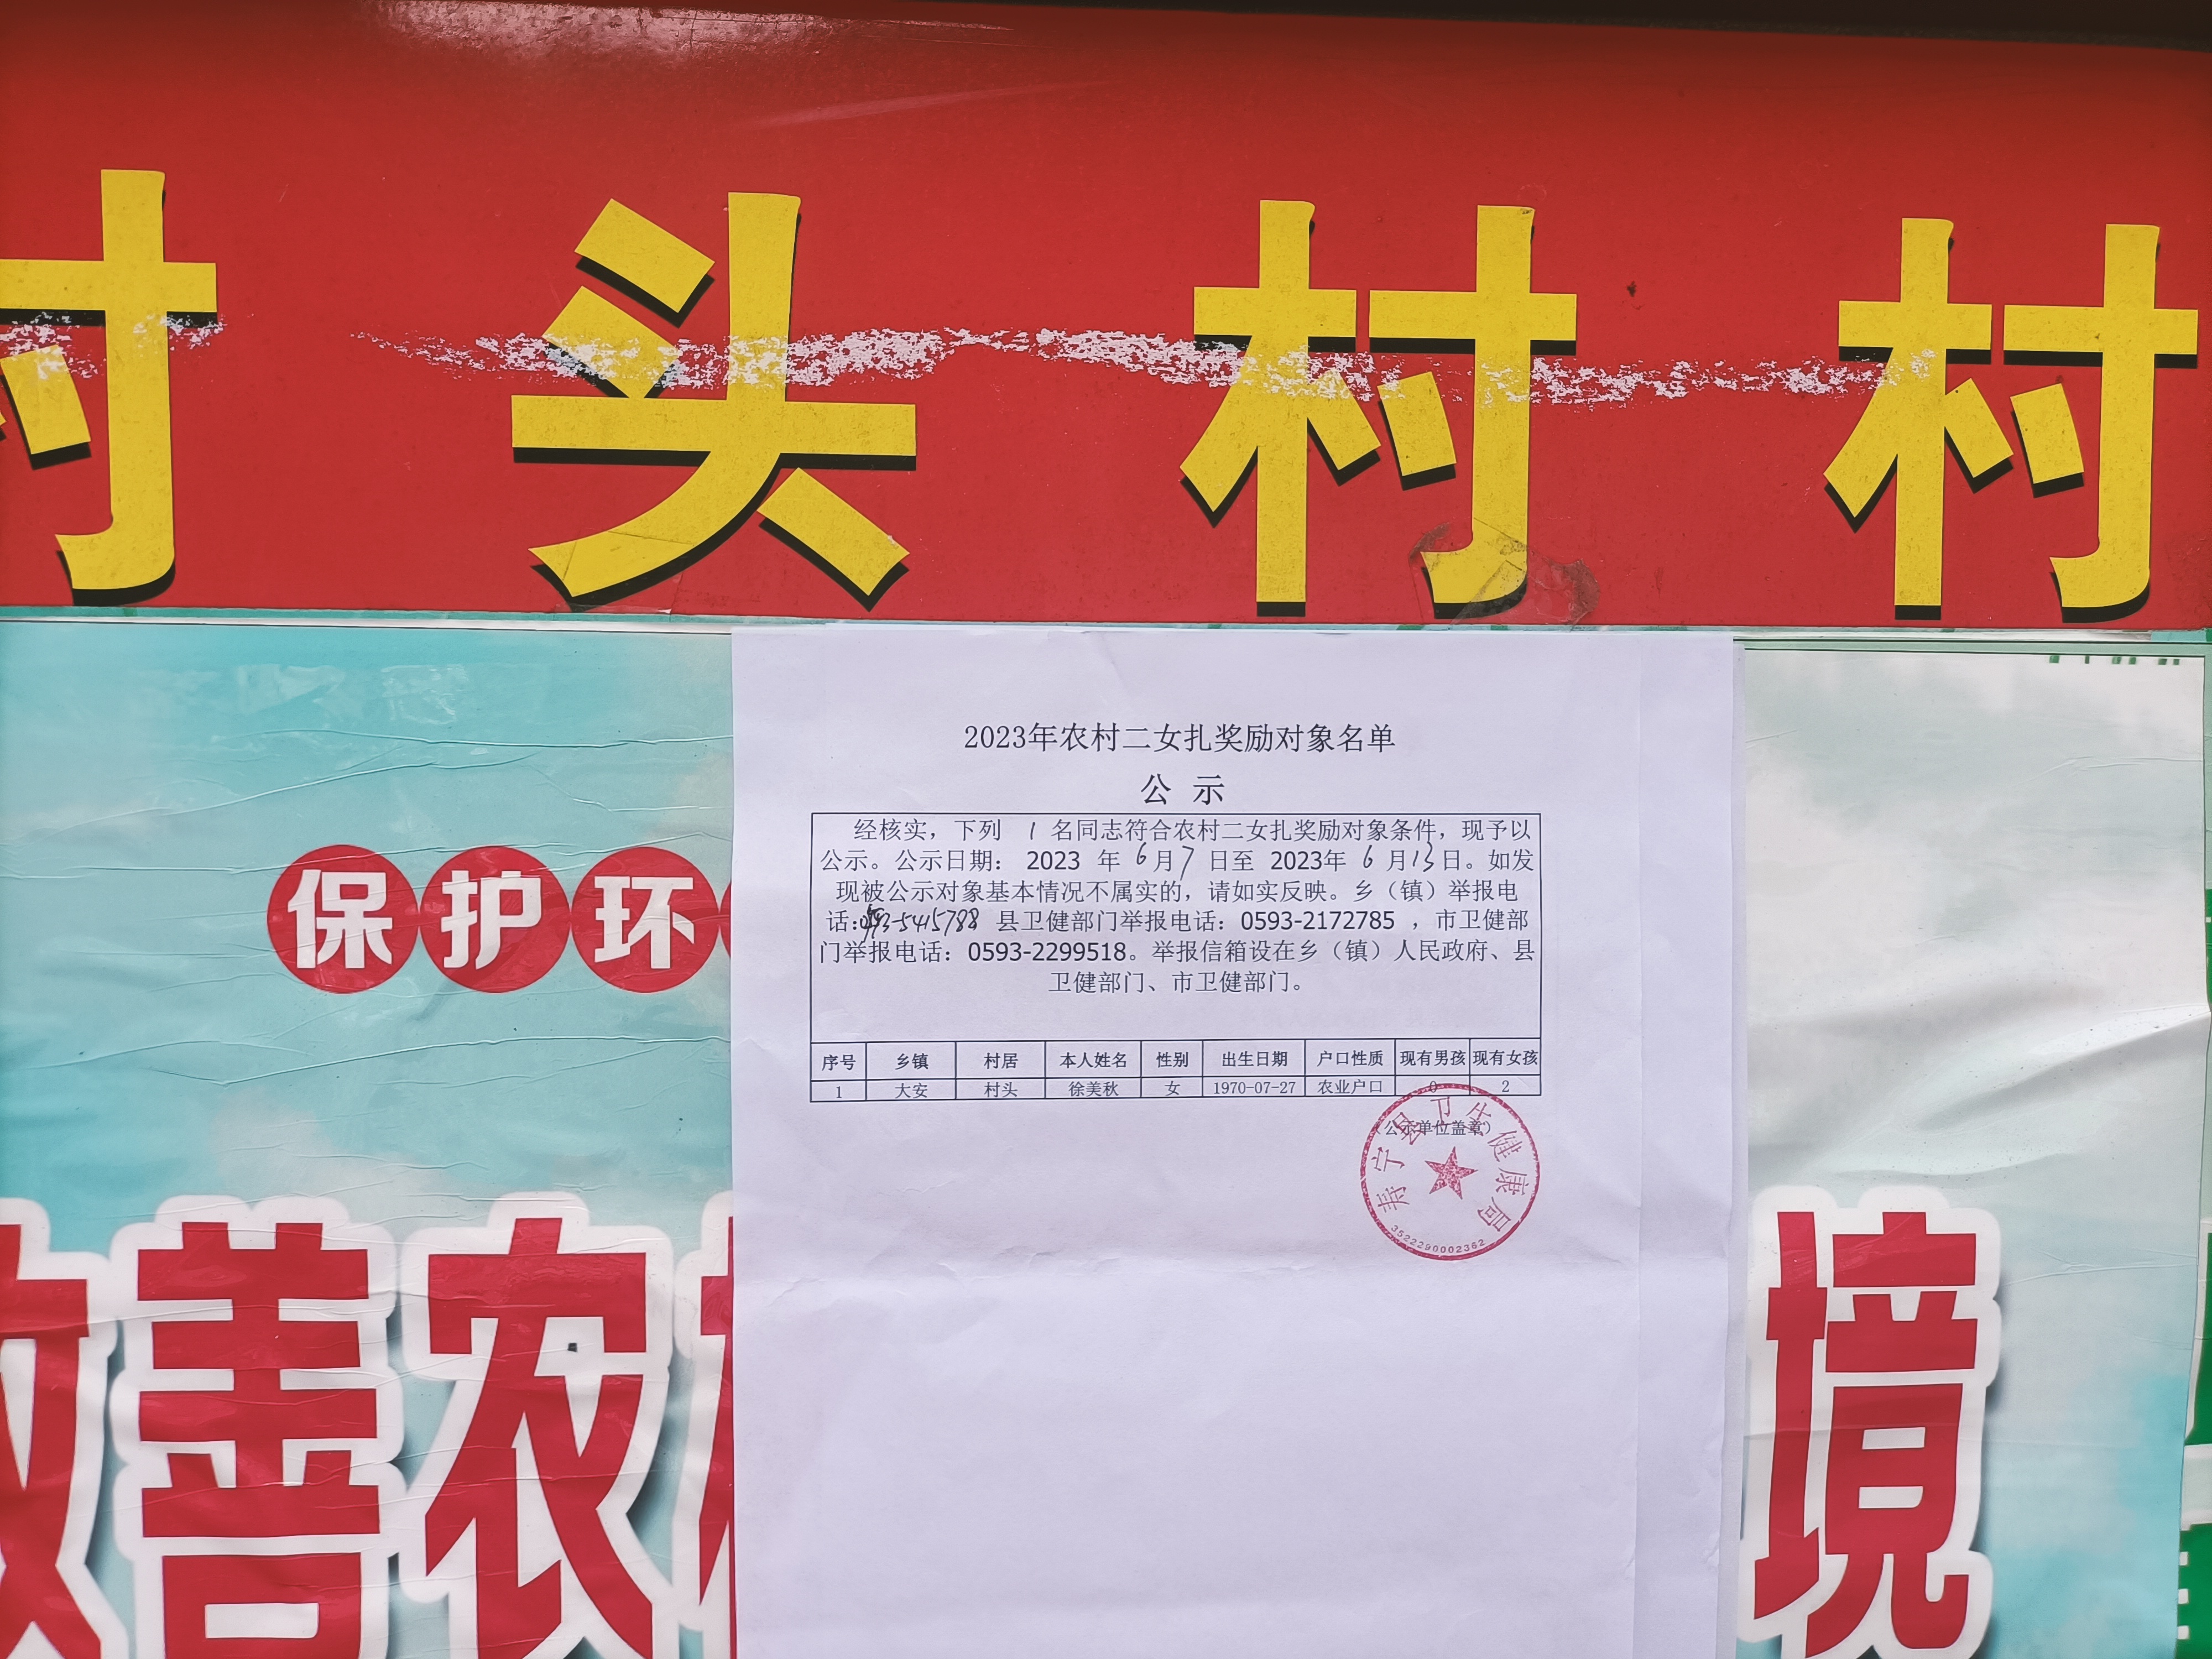 村头村村
2023年农村二女扎奖励对象名单
公 示
经核实，下列 1 名同志符合农村二女扎奖励对象条件，现予以
公示。公示日期： 2023 年 6月7 日至 2023年 6 月13日。如发
现被公示对象基本情况不属实的，请如实反映。乡（镇）举报电
话: 县卫健部门举报电话：0593-2172785 ，市卫健部
门举报电话：0593-2299518。举报信箱设在乡（镇）人民政府、县
卫健部门、市卫健部门。
序号 乡镇 村居 本人姓名 性别 出生日期 户口性质 现有男孩 现有女孩
1 大安 村头 徐美秋 女 1970-07-27 农业户口 0 2
（公示单位盖章）
寿宁县卫生健康局
3522290002362
保护环
改善农 境